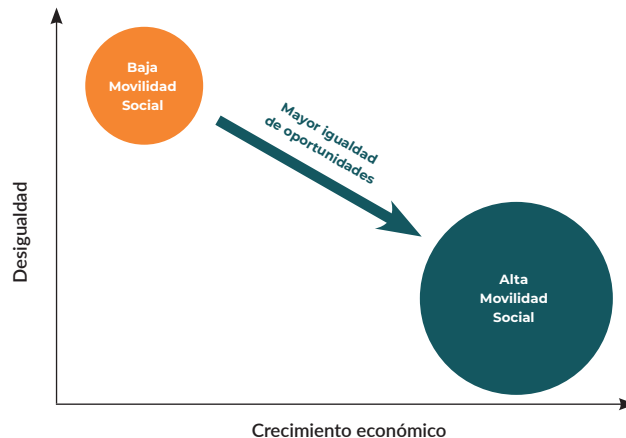 Baja
Movilidad
Social
Mayor igualdad
de oportunidades
Desigualdad
Alta
Movilidad
Social
Crecimiento económico